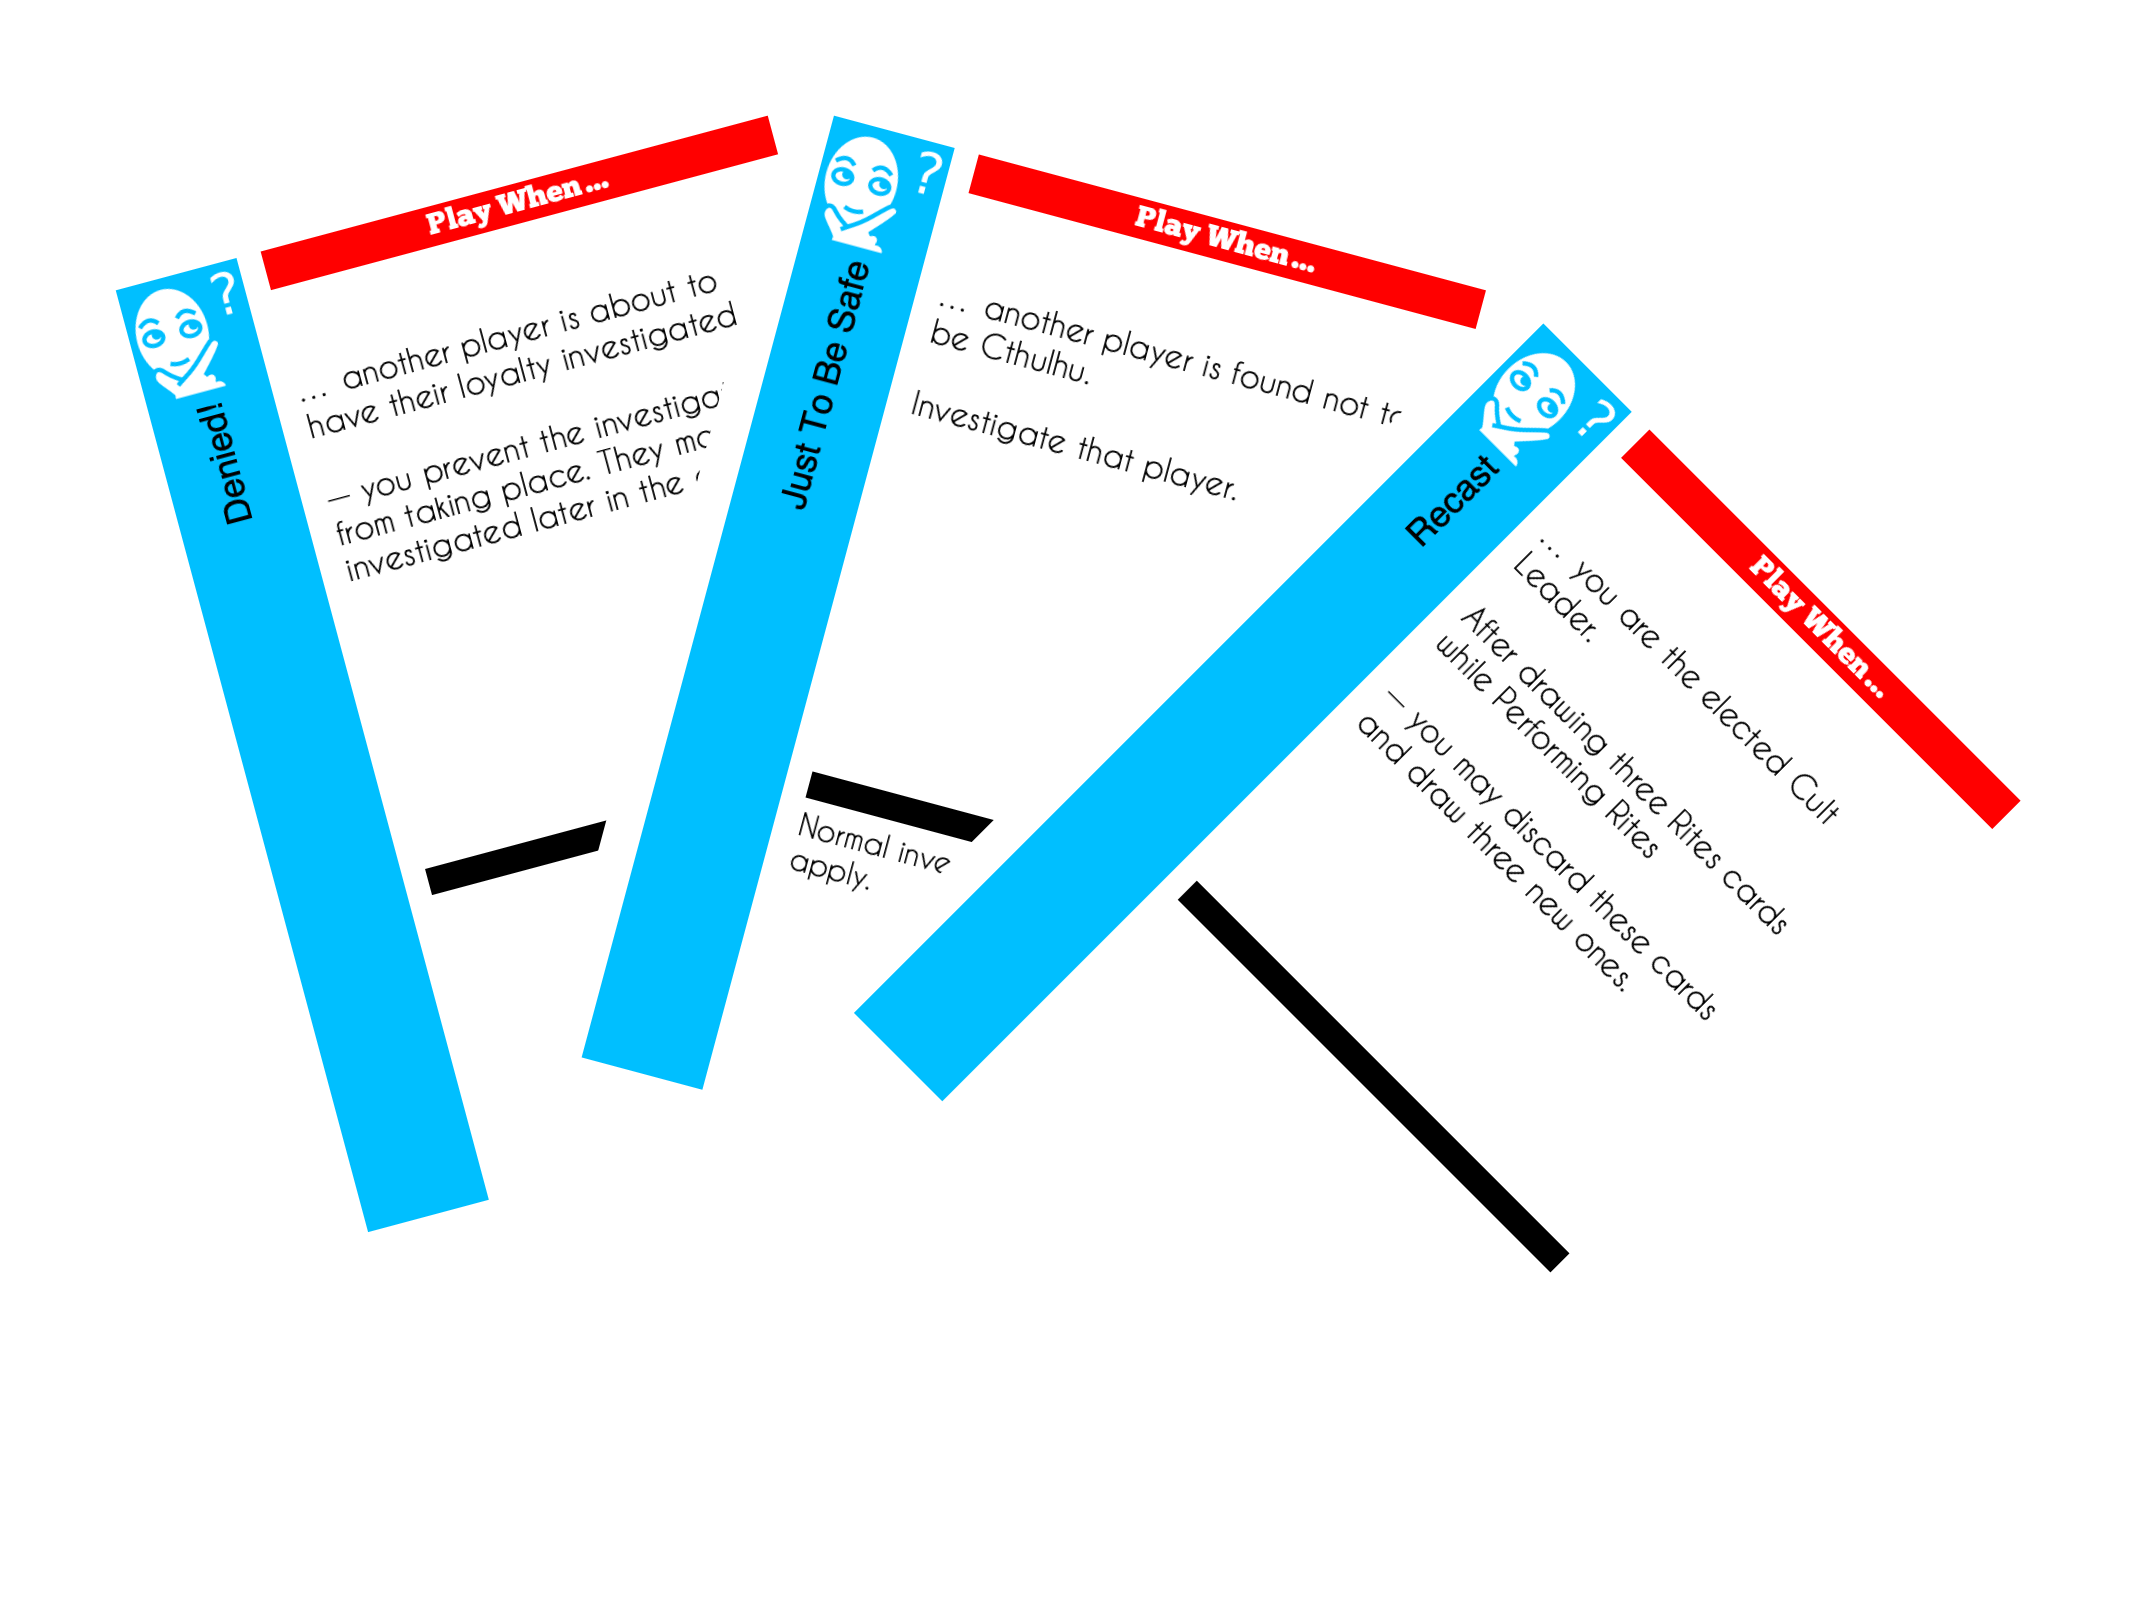 Denied!
?
Play When...
... another player is about to
have their loyalty investigated
— you prevent the
from taking place. They
investigated later in the
Just To Be Safe
?
Play When...
... another player is found not
be Cthulhu.
Investigate that player.
Normal
apply.
Recast
?
Play When...
... you are the elected Cult
Leader.
After drawing three Rites cards
while Performing Rites
— you may discard these cards
and draw three new ones.